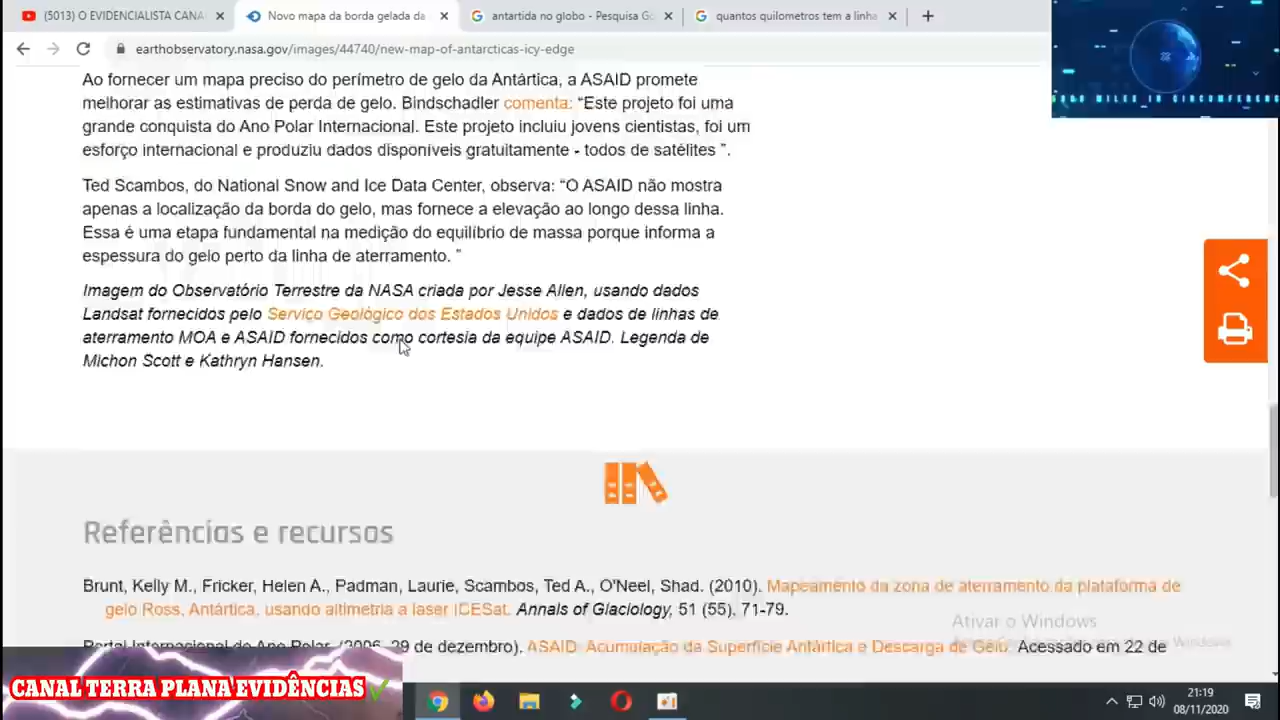 (5013) O EVIDENCIALISTA CANA
Novo mapa da borda gelada da
antartida no globo - Pesquisa Go
quantos quilometros tem a linha
earthobservatory.nasa.gov/images/44740/new-map-of-antarcticas-icy-edge
MILES IN CIRCUMFERENC
Ao fornecer um mapa preciso do perímetro de gelo da Antártica, a ASAID promete
melhorar as estimativas de perda de gelo. Bindschadler comenta: “Este projeto foi uma
grande conquista do Ano Polar Internacional. Este projeto incluiu jovens cientistas, foi um
esforço internacional e produziu dados disponíveis gratuitamente - todos de satélites ”.
Ted Scambos, do National Snow and Ice Data Center, observa: “O ASAID não mostra
apenas a localização da borda do gelo, mas fornece a elevação ao longo dessa linha.
Essa é uma etapa fundamental na medição do equilíbrio de massa porque informa a
espessura do gelo perto da linha de aterramento. ”
Imagem do Observatório Terrestre da NASA criada por Jesse Allen, usando dados
Landsat fornecidos pelo Serviço Geológico dos Estados Unidos e dados de linhas de
aterramento MOA e ASAID fornecidos como cortesia da equipe ASAID. Legenda de
Michon Scott e Kathryn Hansen.
Referências e recursos
Brunt, Kelly M., Fricker, Helen A., Padman, Laurie, Scambos, Ted A., O'Neel, Shad. (2010). Mapeamento da zona de aterramento da plataforma de
gelo Ross, Antártica, usando altimetria a laser ICESat. Annals of Glaciology, 51 (55), 71-79.
Portal Internacional do Ano Polar. (2006, 29 de dezembro). ASAID: Acumulação da Superfície Antártica e Descarga de Gelo. Acessado em 22 de
Ativar o Windows
Windows.
CANAL TERRA PLANA EVIDÊNCIAS
21:19
08/11/2020